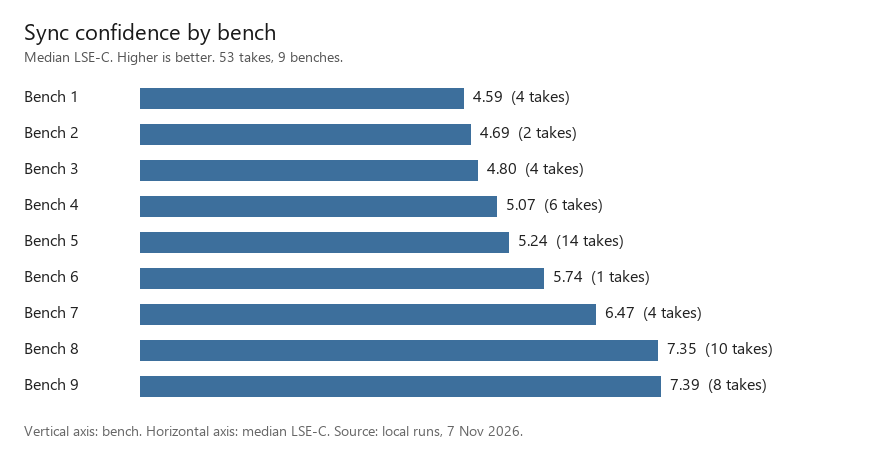 Sync confidence by bench
Median LSE-C. Higher is better. 53 takes, 9 benches.
Bench 1 4.59 (4 takes)
Bench 2 4.69 (2 takes)
Bench 3 4.80 (4 takes)
Bench 4 5.07 (6 takes)
Bench 5 5.24 (14 takes)
Bench 6 5.74 (1 takes)
Bench 7 6.47 (4 takes)
Bench 8 7.35 (10 takes)
Bench 9 7.39 (8 takes)
Vertical axis: bench. Horizontal axis: median LSE-C. Source: local runs, 7 Nov 2026.